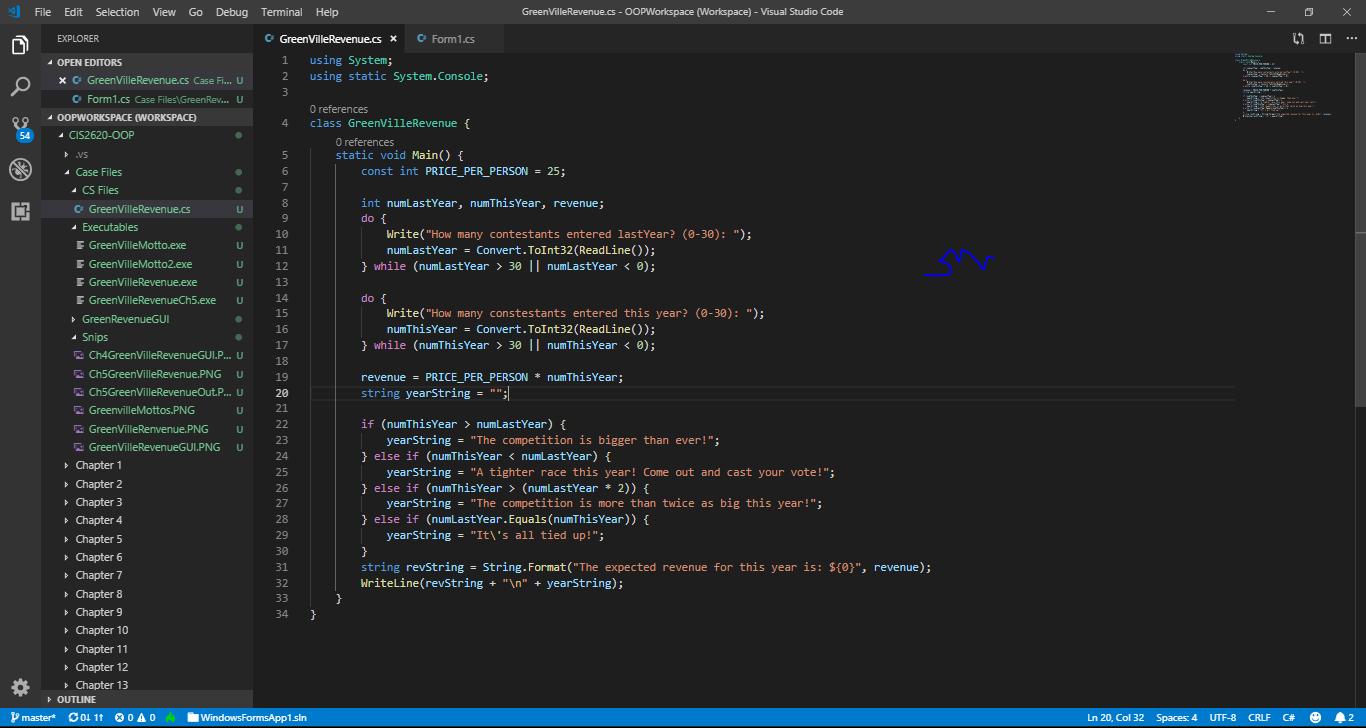 File Edit Selection View Go Debug Terminal Help
GreenVilleRevenue.cs - OOPWorkspace (Workspace) - Visual Studio Code
EXPLORER
OPEN EDITORS
GreenVilleRevenue.cs Case Fi... U
Form1.cs Case Files\GreenRev... U
OOPWORKSPACE (WORKSPACE)
CIS2620-OOP
.vs
Case Files
CS Files
GreenVilleRevenue.cs U
Executables
GreenVilleMotto.exe U
GreenVilleMotto2.exe U
GreenVilleRevenue.exe U
GreenVilleRevenueCh5.exe U
GreenRevenueGUI
Snips
Ch4GreenVilleRevenueGUI.P... U
Ch5GreenVilleRevenue.PNG U
Ch5GreenVilleRevenueOut.P... U
GreenvilleMottos.PNG U
GreenVilleRenvenue.PNG U
GreenVilleRevenueGUI.PNG U
Chapter 1
Chapter 2
Chapter 3
Chapter 4
Chapter 5
Chapter 6
Chapter 7
Chapter 8
Chapter 9
Chapter 10
Chapter 11
Chapter 12
Chapter 13
OUTLINE
54
GreenVilleRevenue.cs Form1.cs
1 using System;
2 using static System.Console;
3
0 references
4 class GreenVilleRevenue {
0 references
5 static void Main() {
6 const int PRICE_PER_PERSON = 25;
7
8 int numLastYear, numThisYear, revenue;
9 do {
10 Write("How many contestants entered lastYear? (0-30): ");
11 numLastYear = Convert.ToInt32(ReadLine());
12 } while (numLastYear > 30 || numLastYear < 0);
13
14 do {
15 Write("How many constestants entered this year? (0-30): ");
16 numThisYear = Convert.ToInt32(ReadLine());
17 } while (numThisYear > 30 || numThisYear < 0);
18
19 revenue = PRICE_PER_PERSON * numThisYear;
20 string yearString = "";
21
22 if (numThisYear > numLastYear) {
23 yearString = "The competition is bigger than ever!";
24 } else if (numThisYear < numLastYear) {
25 yearString = "A tighter race this year! Come out and cast your vote!";
26 } else if (numThisYear > (numLastYear * 2)) {
27 yearString = "The competition is more than twice as big this year!";
28 } else if (numLastYear.Equals(numThisYear)) {
29 yearString = "It\'s all tied up!";
30 }
31 string revString = String.Format("The expected revenue for this year is: ${0}", revenue);
32 WriteLine(revString + "\n" + yearString);
33 }
34 }
master* 0↓ 1↑ 0 0 WindowsFormsApp1.sln
Ln 20, Col 32 Spaces: 4 UTF-8 CRLF C# 2